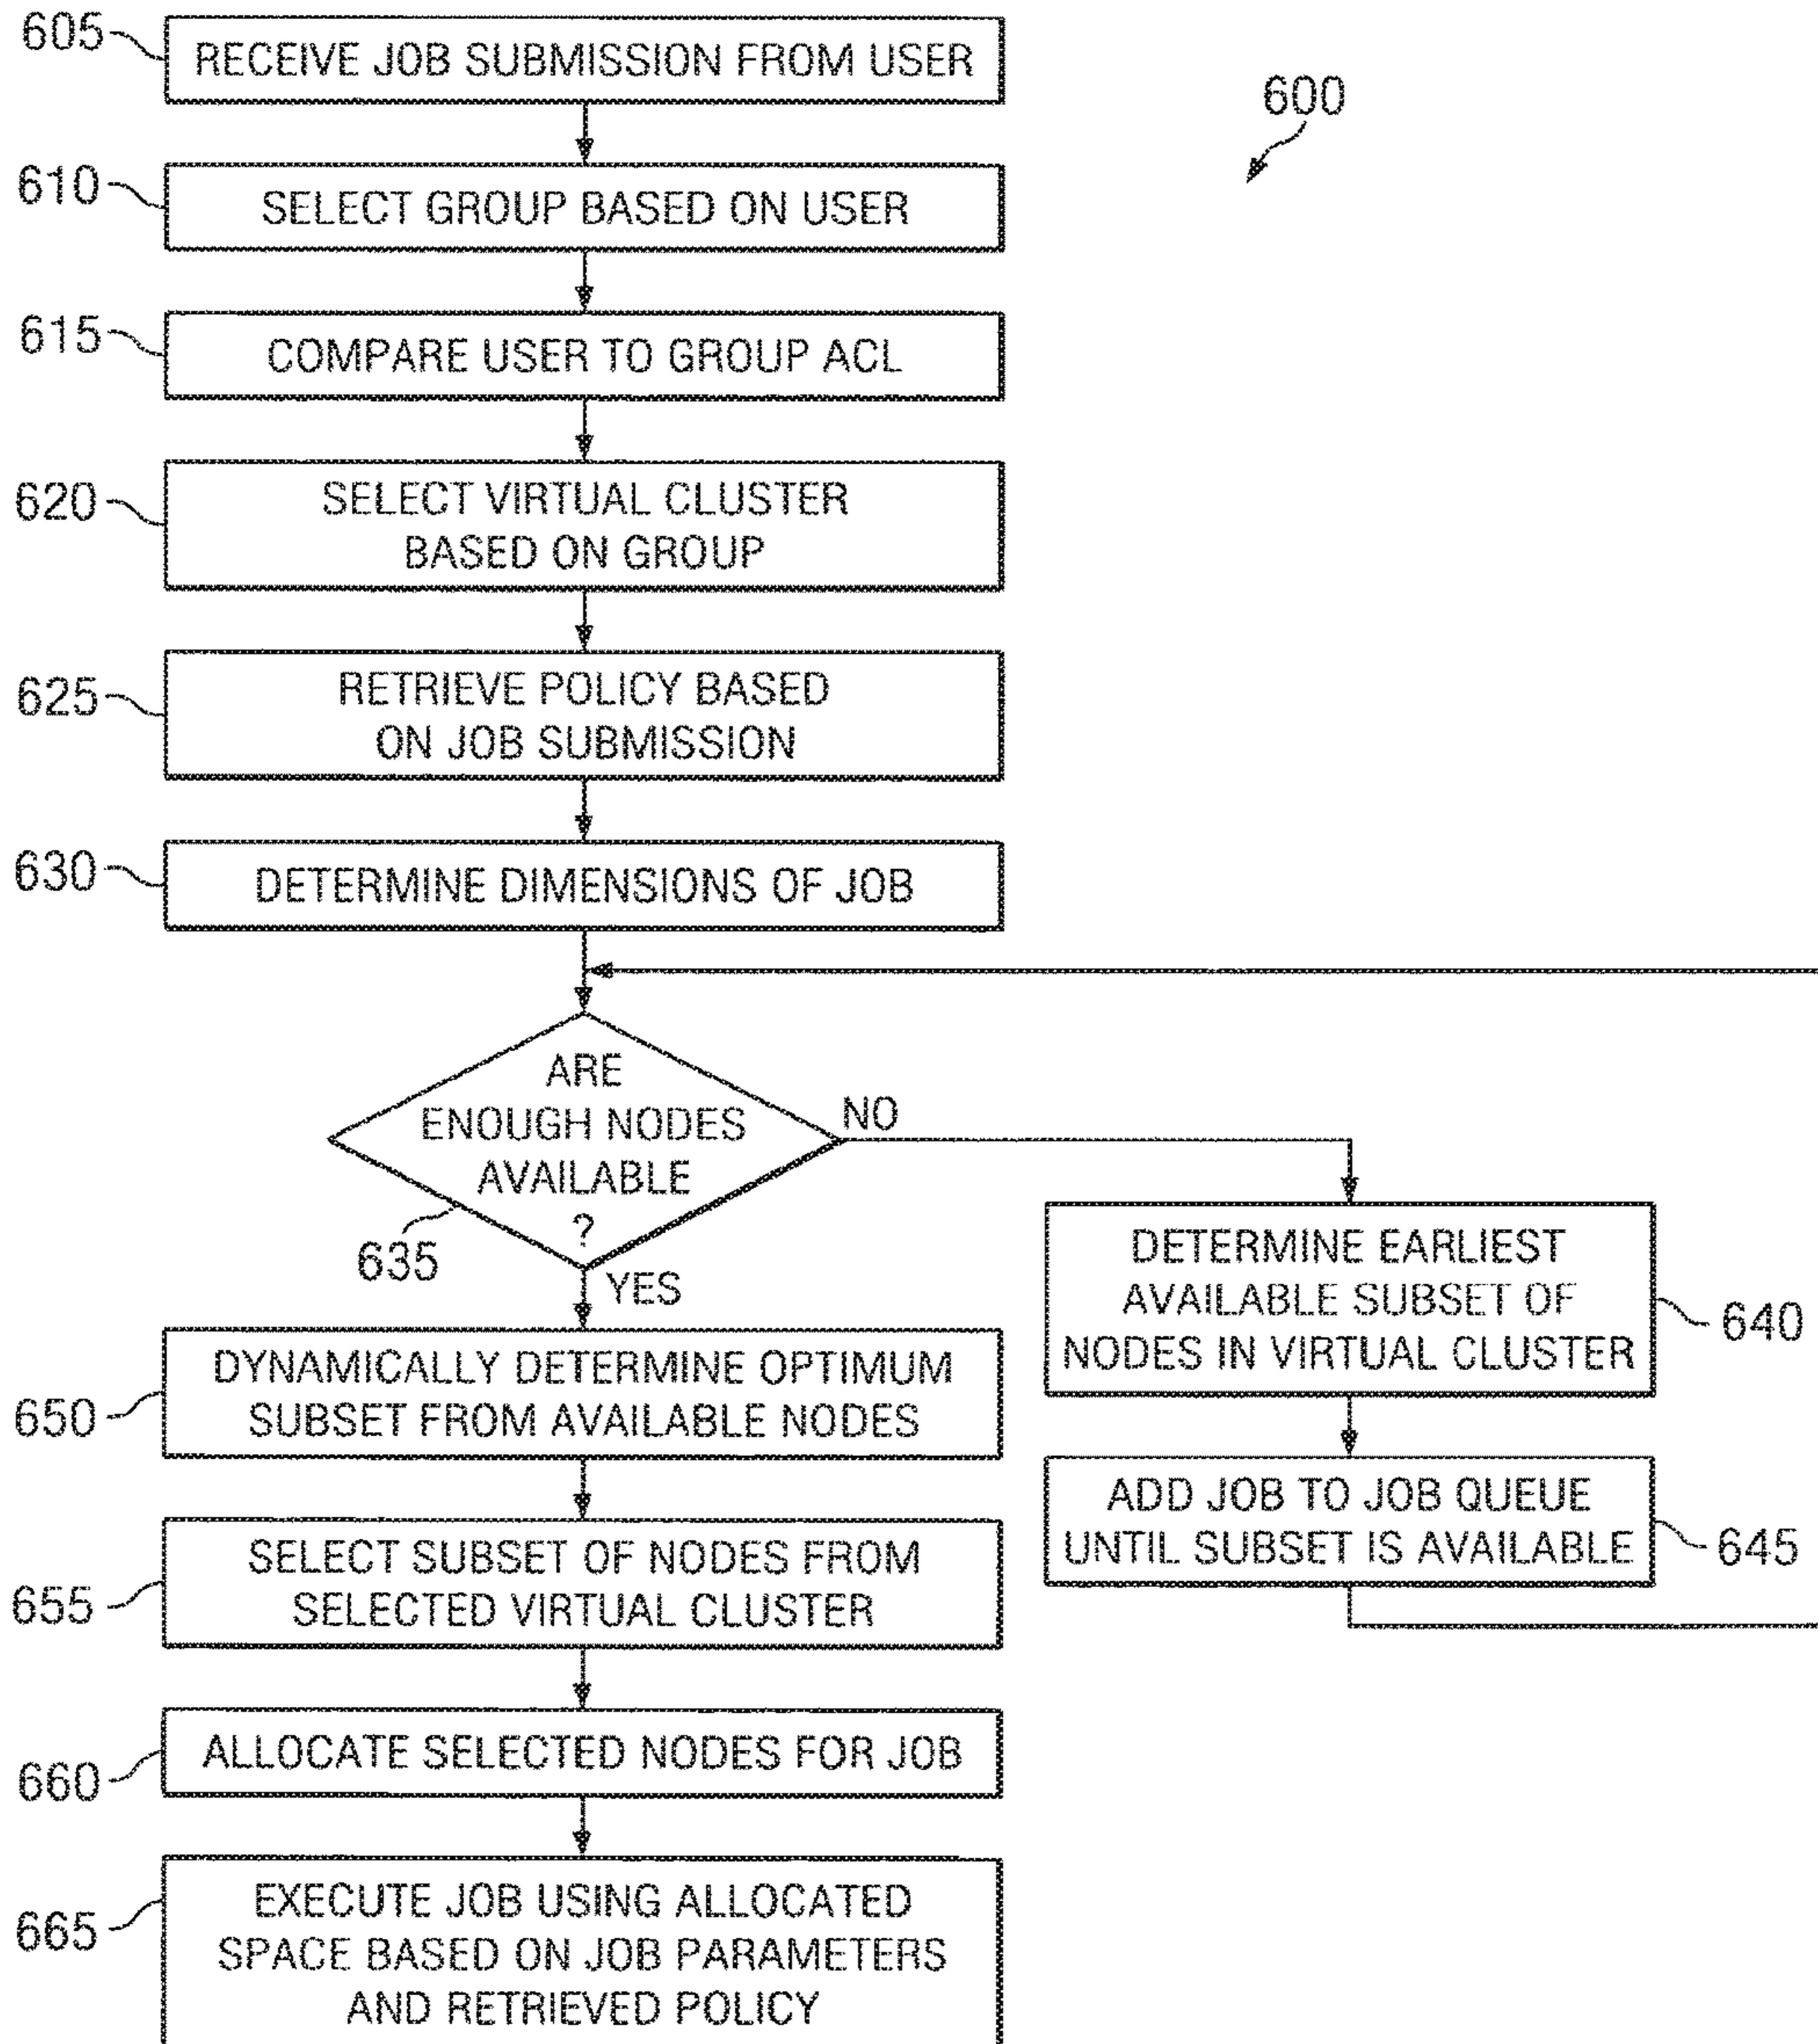 605
RECEIVE JOB SUBMISSION FROM USER
600
610
SELECT GROUP BASED ON USER
615
COMPARE USER TO GROUP ACL
620
SELECT VIRTUAL CLUSTER
BASED ON GROUP
625
RETRIEVE POLICY BASED
ON JOB SUBMISSION
630
DETERMINE DIMENSIONS OF JOB
ARE
ENOUGH NODES
AVAILABLE
?
635
NO
YES
DETERMINE EARLIEST
AVAILABLE SUBSET OF
NODES IN VIRTUAL CLUSTER
640
ADD JOB TO JOB QUEUE
UNTIL SUBSET IS AVAILABLE
645
650
DYNAMICALLY DETERMINE OPTIMUM
SUBSET FROM AVAILABLE NODES
655
SELECT SUBSET OF NODES FROM
SELECTED VIRTUAL CLUSTER
660
ALLOCATE SELECTED NODES FOR JOB
665
EXECUTE JOB USING ALLOCATED
SPACE BASED ON JOB PARAMETERS
AND RETRIEVED POLICY